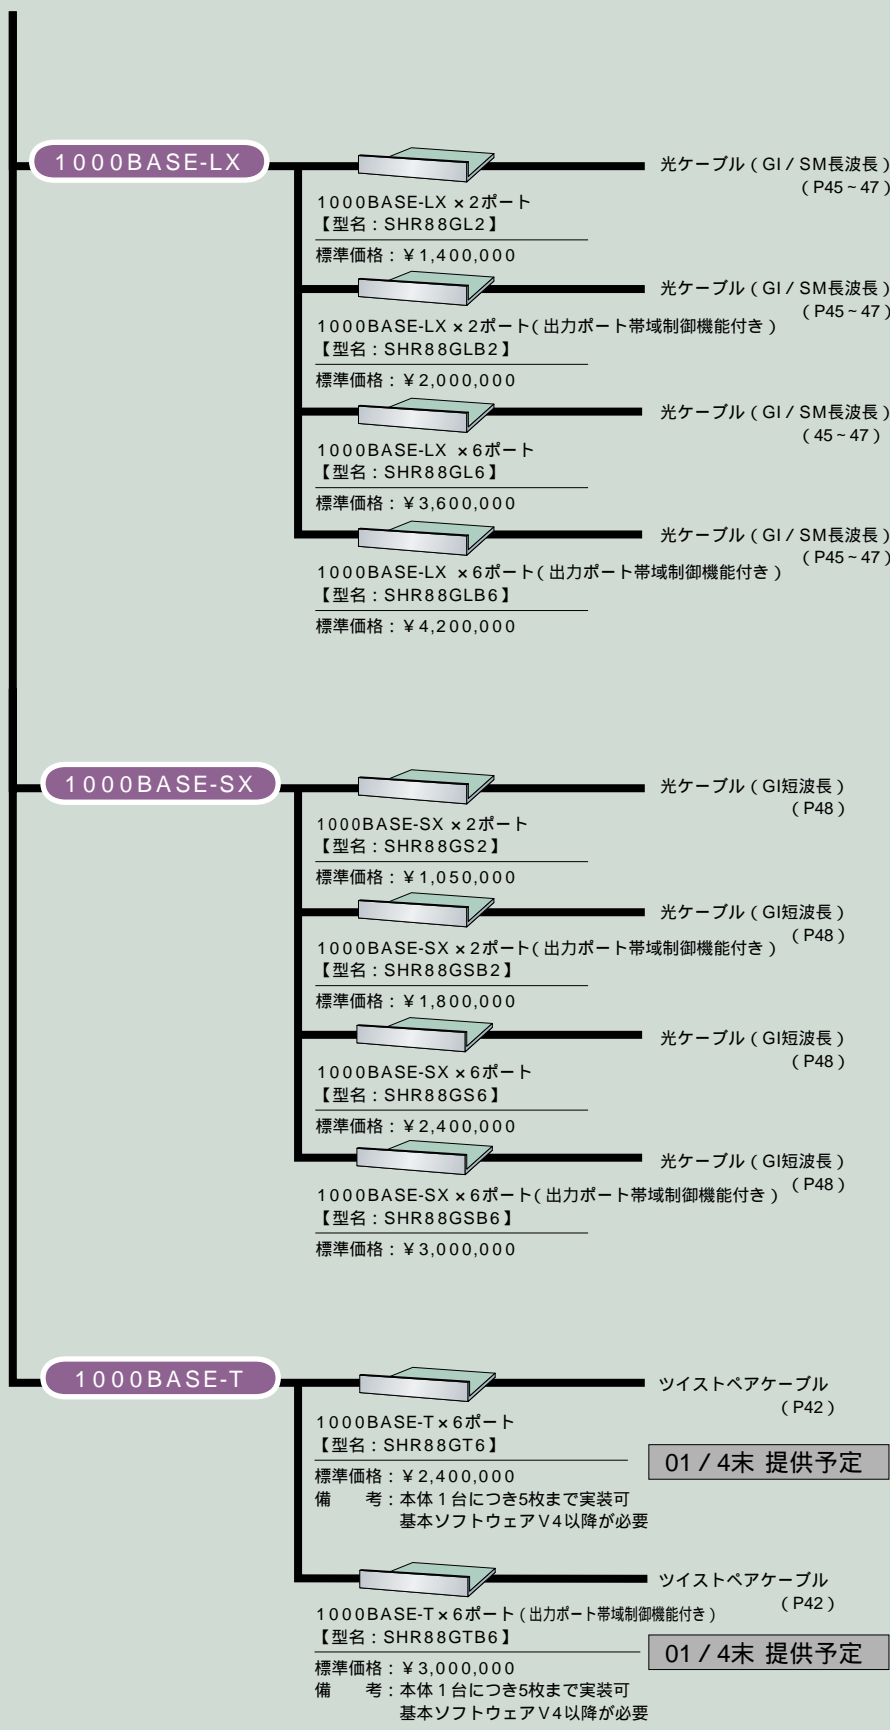 1000BASE-LX
光ケーブル（GI／SM長波長）
（P45～47）
1000BASE-LX×2ポート
【型名：SHR88GL2】
標準価格：￥1,400,000
光ケーブル（GI／SM長波長）
（P45～47）
1000BASE-LX×2ポート（出力ポート帯域制御機能付き）
【型名：SHR88GLB2】
標準価格：￥2,000,000
光ケーブル（GI／SM長波長）
（45～47）
1000BASE-LX ×6ポート
【型名：SHR88GL6】
標準価格：￥3,600,000
光ケーブル（GI／SM長波長）
（P45～47）
1000BASE-LX ×6ポート（出力ポート帯域制御機能付き）
【型名：SHR88GLB6】
標準価格：￥4,200,000
1000BASE-SX
光ケーブル（GI短波長）
（P48）
1000BASE-SX×2ポート
【型名：SHR88GS2】
標準価格：￥1,050,000
光ケーブル（GI短波長）
（P48）
1000BASE-SX×2ポート（出力ポート帯域制御機能付き）
【型名：SHR88GSB2】
標準価格：￥1,800,000
光ケーブル（GI短波長）
（P48）
1000BASE-SX×6ポート
【型名：SHR88GS6】
標準価格：￥2,400,000
光ケーブル（GI短波長）
（P48）
1000BASE-SX×6ポート（出力ポート帯域制御機能付き）
【型名：SHR88GSB6】
標準価格：￥3,000,000
1000BASE-T
ツイストペアケーブル
（P42）
1000BASE-T×6ポート
【型名：SHR88GT6】
01／4末 提供予定
標準価格：￥2,400,000
備　　考：本体１台につき5枚まで実装可
基本ソフトウェアV4以降が必要
ツイストペアケーブル
（P42）
1000BASE-T×6ポート（出力ポート帯域制御機能付き）
【型名：SHR88GTB6】
01／4末 提供予定
標準価格：￥3,000,000
備　　考：本体１台につき5枚まで実装可
基本ソフトウェアV4以降が必要